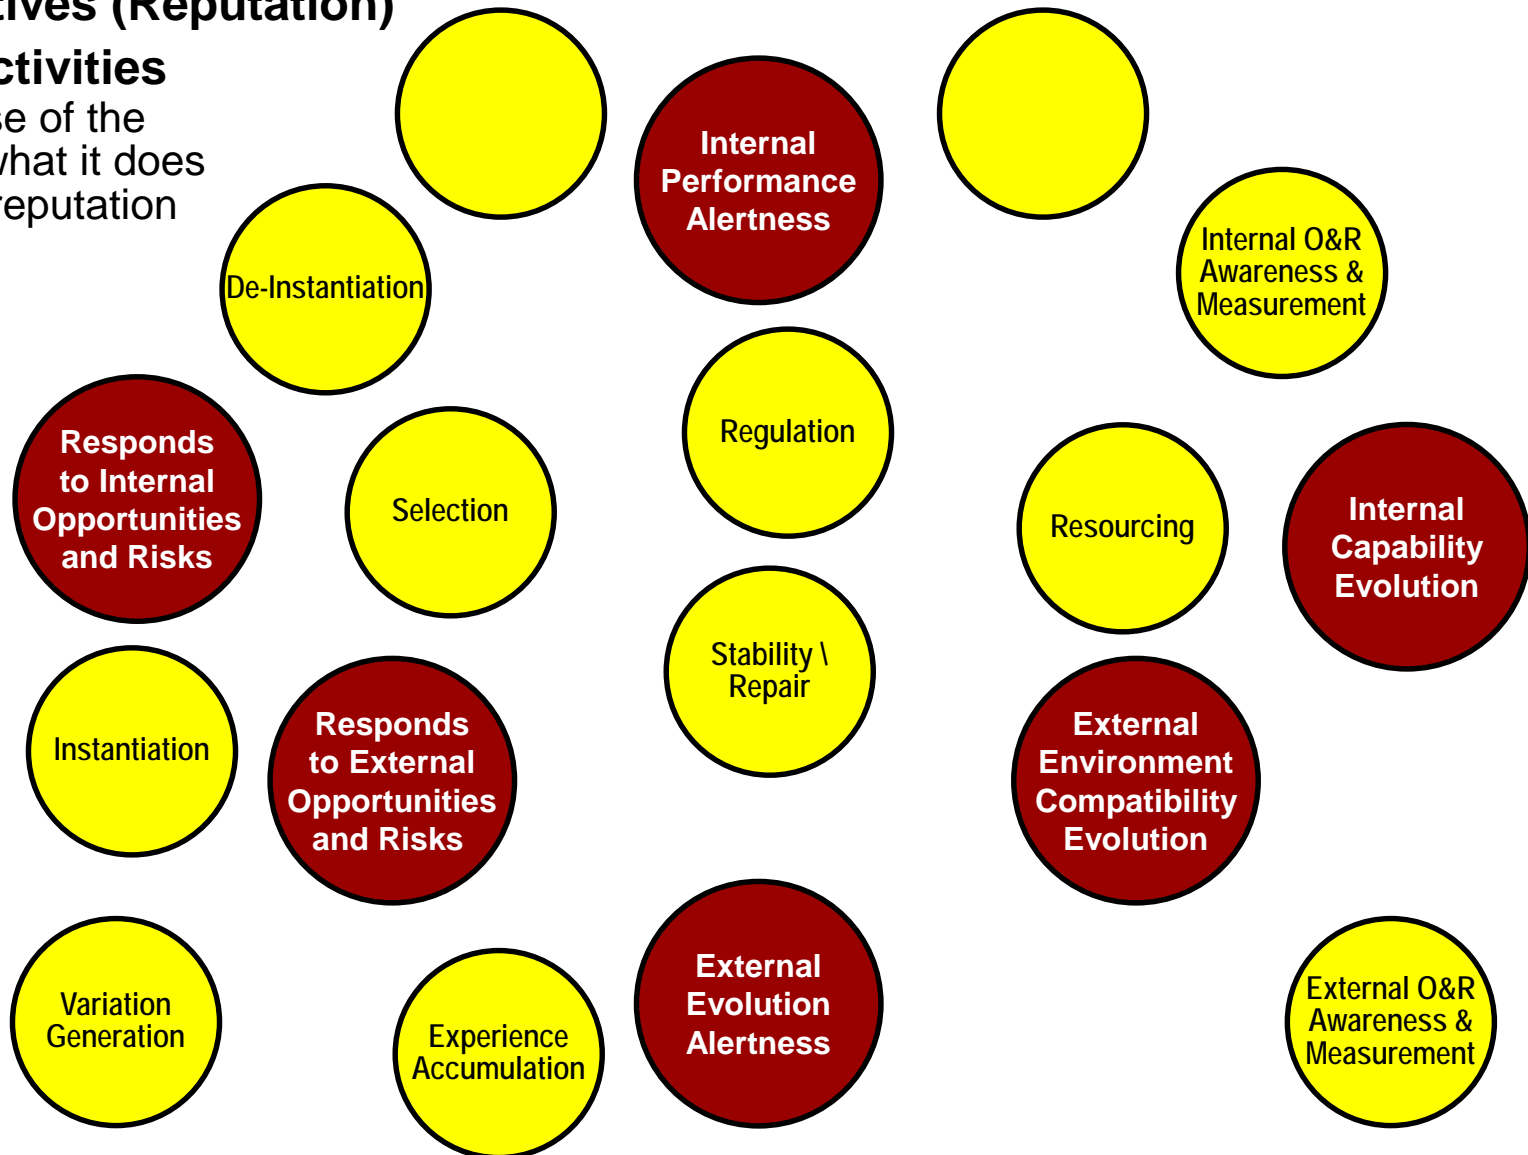 tives (Reputation)
ctivities
se of the
what it does
reputation
Internal
Performance
Alertness
Internal O&R
Awareness &
Measurement
De-Instantiation
Regulation
Responds
to Internal
Opportunities
and Risks
Selection
Resourcing
Internal
Capability
Evolution
Stability \
Repair
Instantiation
Responds
to External
Opportunities
and Risks
External
Environment
Compatibility
Evolution
External
Evolution
Alertness
Variation
Generation
Experience
Accumulation
External O&R
Awareness &
Measurement